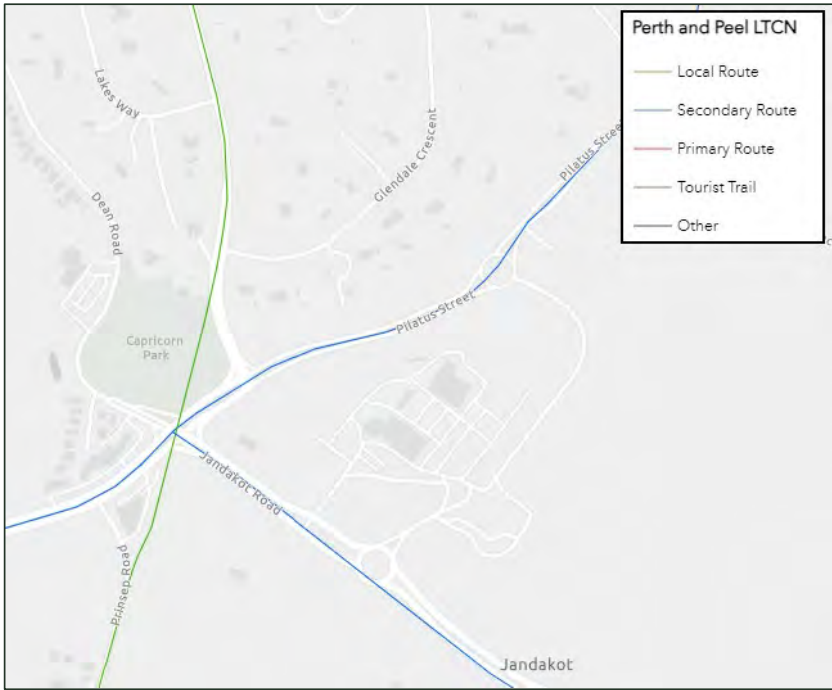 Perth and Peel LTCN
Local Route
Secondary Route
Primary Route
Tourist Trail
Other
Lakes Way
Glendale Crescent
Pilatus Street
Dean Road
Pilatus Street
Capricorn
Park
Jandakot Road
Prinsep Road
Jandakot